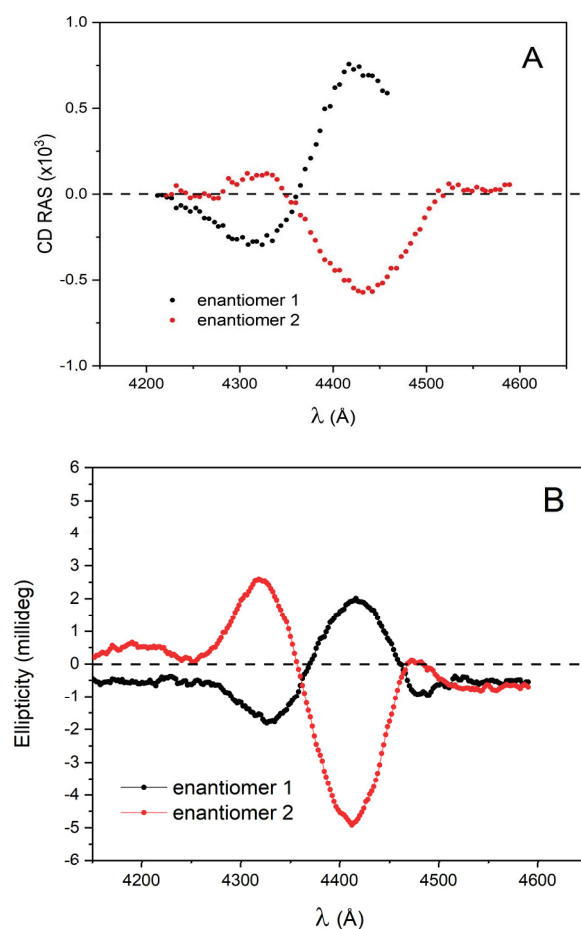 A
CD RAS (x10³)
1.0
0.5
0.0
-0.5
-1.0
enantiomer 1
enantiomer 2
4200 4300 4400 4500 4600
λ (Å)
B
Ellipticity (millideg)
6
5
4
3
2
1
0
-1
-2
-3
-4
-5
-6
enantiomer 1
enantiomer 2
4200 4300 4400 4500 4600
λ (Å)